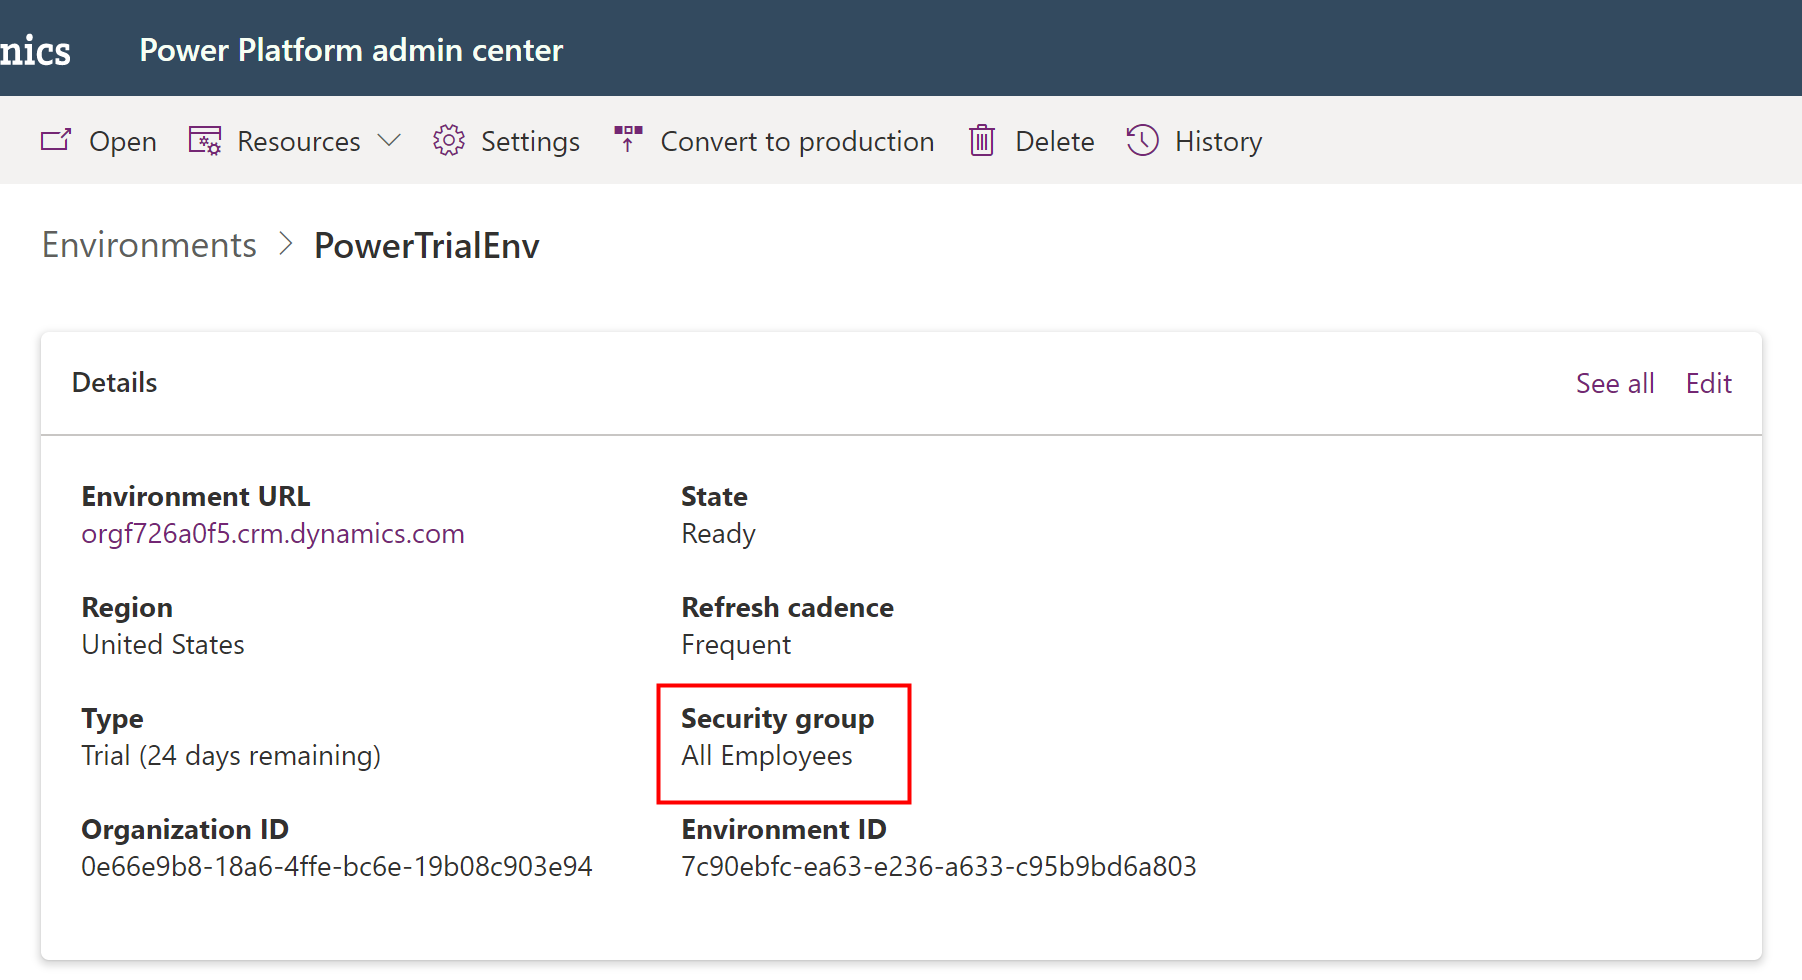 nics Power Platform admin center
Open Resources Settings Convert to production Delete History
Environments > PowerTrialEnv
Details See all Edit
Environment URL
orgf726a0f5.crm.dynamics.com
State
Ready
Region
United States
Refresh cadence
Frequent
Type
Trial (24 days remaining)
Security group
All Employees
Organization ID
0e66e9b8-18a6-4ffe-bc6e-19b08c903e94
Environment ID
7c90ebfc-ea63-e236-a633-c95b9bd6a803